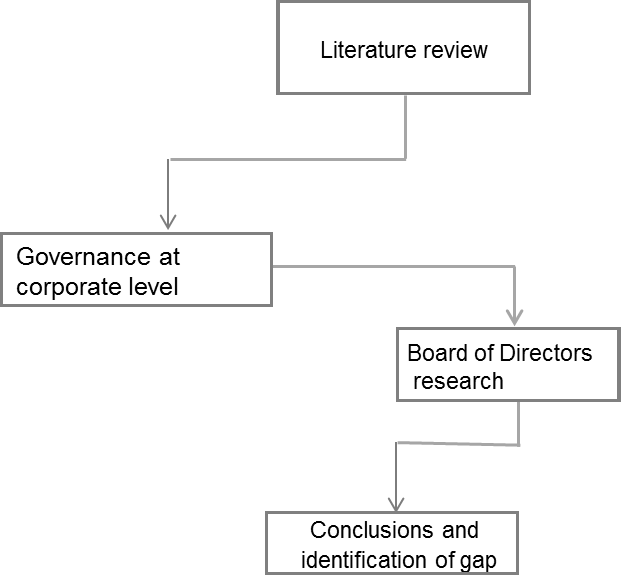 Literature review
Governance at
corporate level
Board of Directors
research
Conclusions and
identification of gap